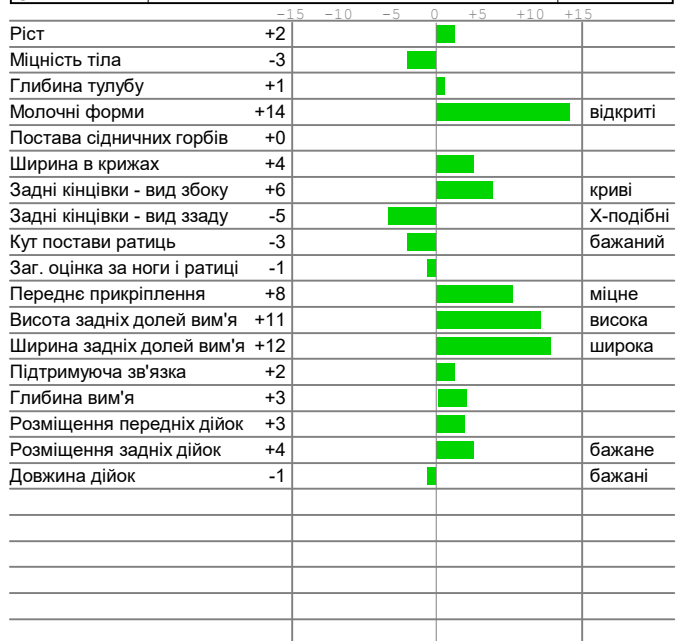 -15 -10 -5 0 +5 +10 +15
Ріст +2
Міцність тіла -3
Глибина тулубу +1
Молочні форми +14 відкриті
Постава сідничних горбів +0
Ширина в крижах +4
Задні кінцівки - вид збоку +6 криві
Задні кінцівки - вид ззаду -5 Х-подібні
Кут постави ратиць -3 бажаний
Заг. оцінка за ноги і ратиці -1
Переднє прикріплення +8 міцне
Висота задніх долей вим'я +11 висока
Ширина задніх долей вим'я +12 широка
Підтримуюча зв'язка +2
Глибина вим'я +3
Розміщення передніх дійок +3
Розміщення задніх дійок +4 бажане
Довжина дійок -1 бажані